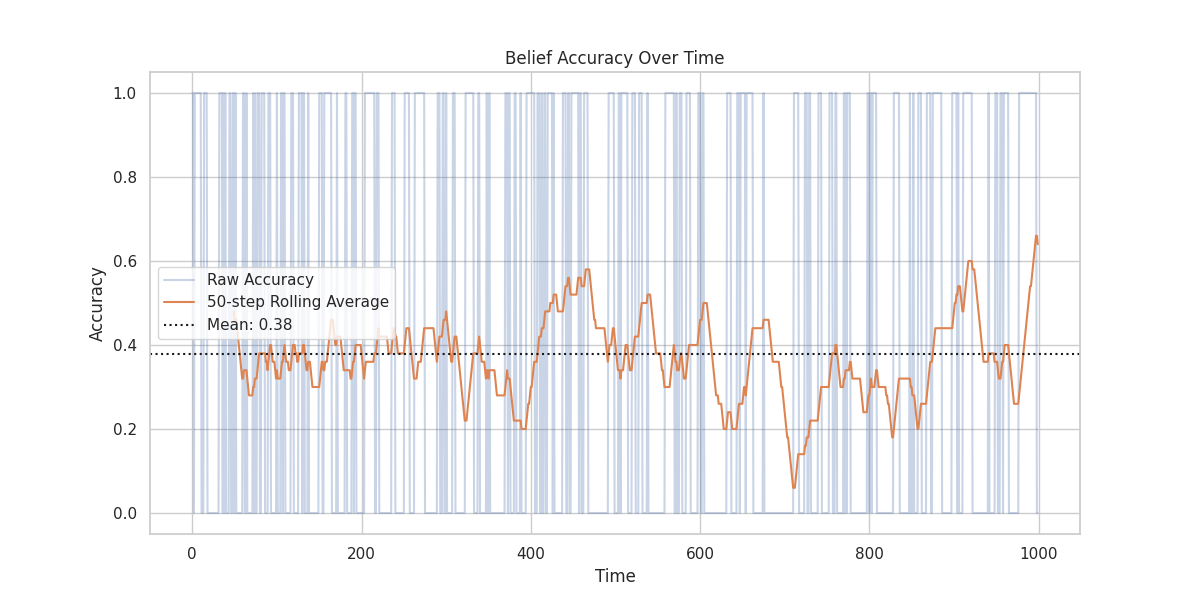 Belief Accuracy Over Time
1.0
0.8
0.6
0.4
0.2
0.0
Accuracy
Raw Accuracy
50-step Rolling Average
Mean: 0.38
0
200
400
600
800
1000
Time